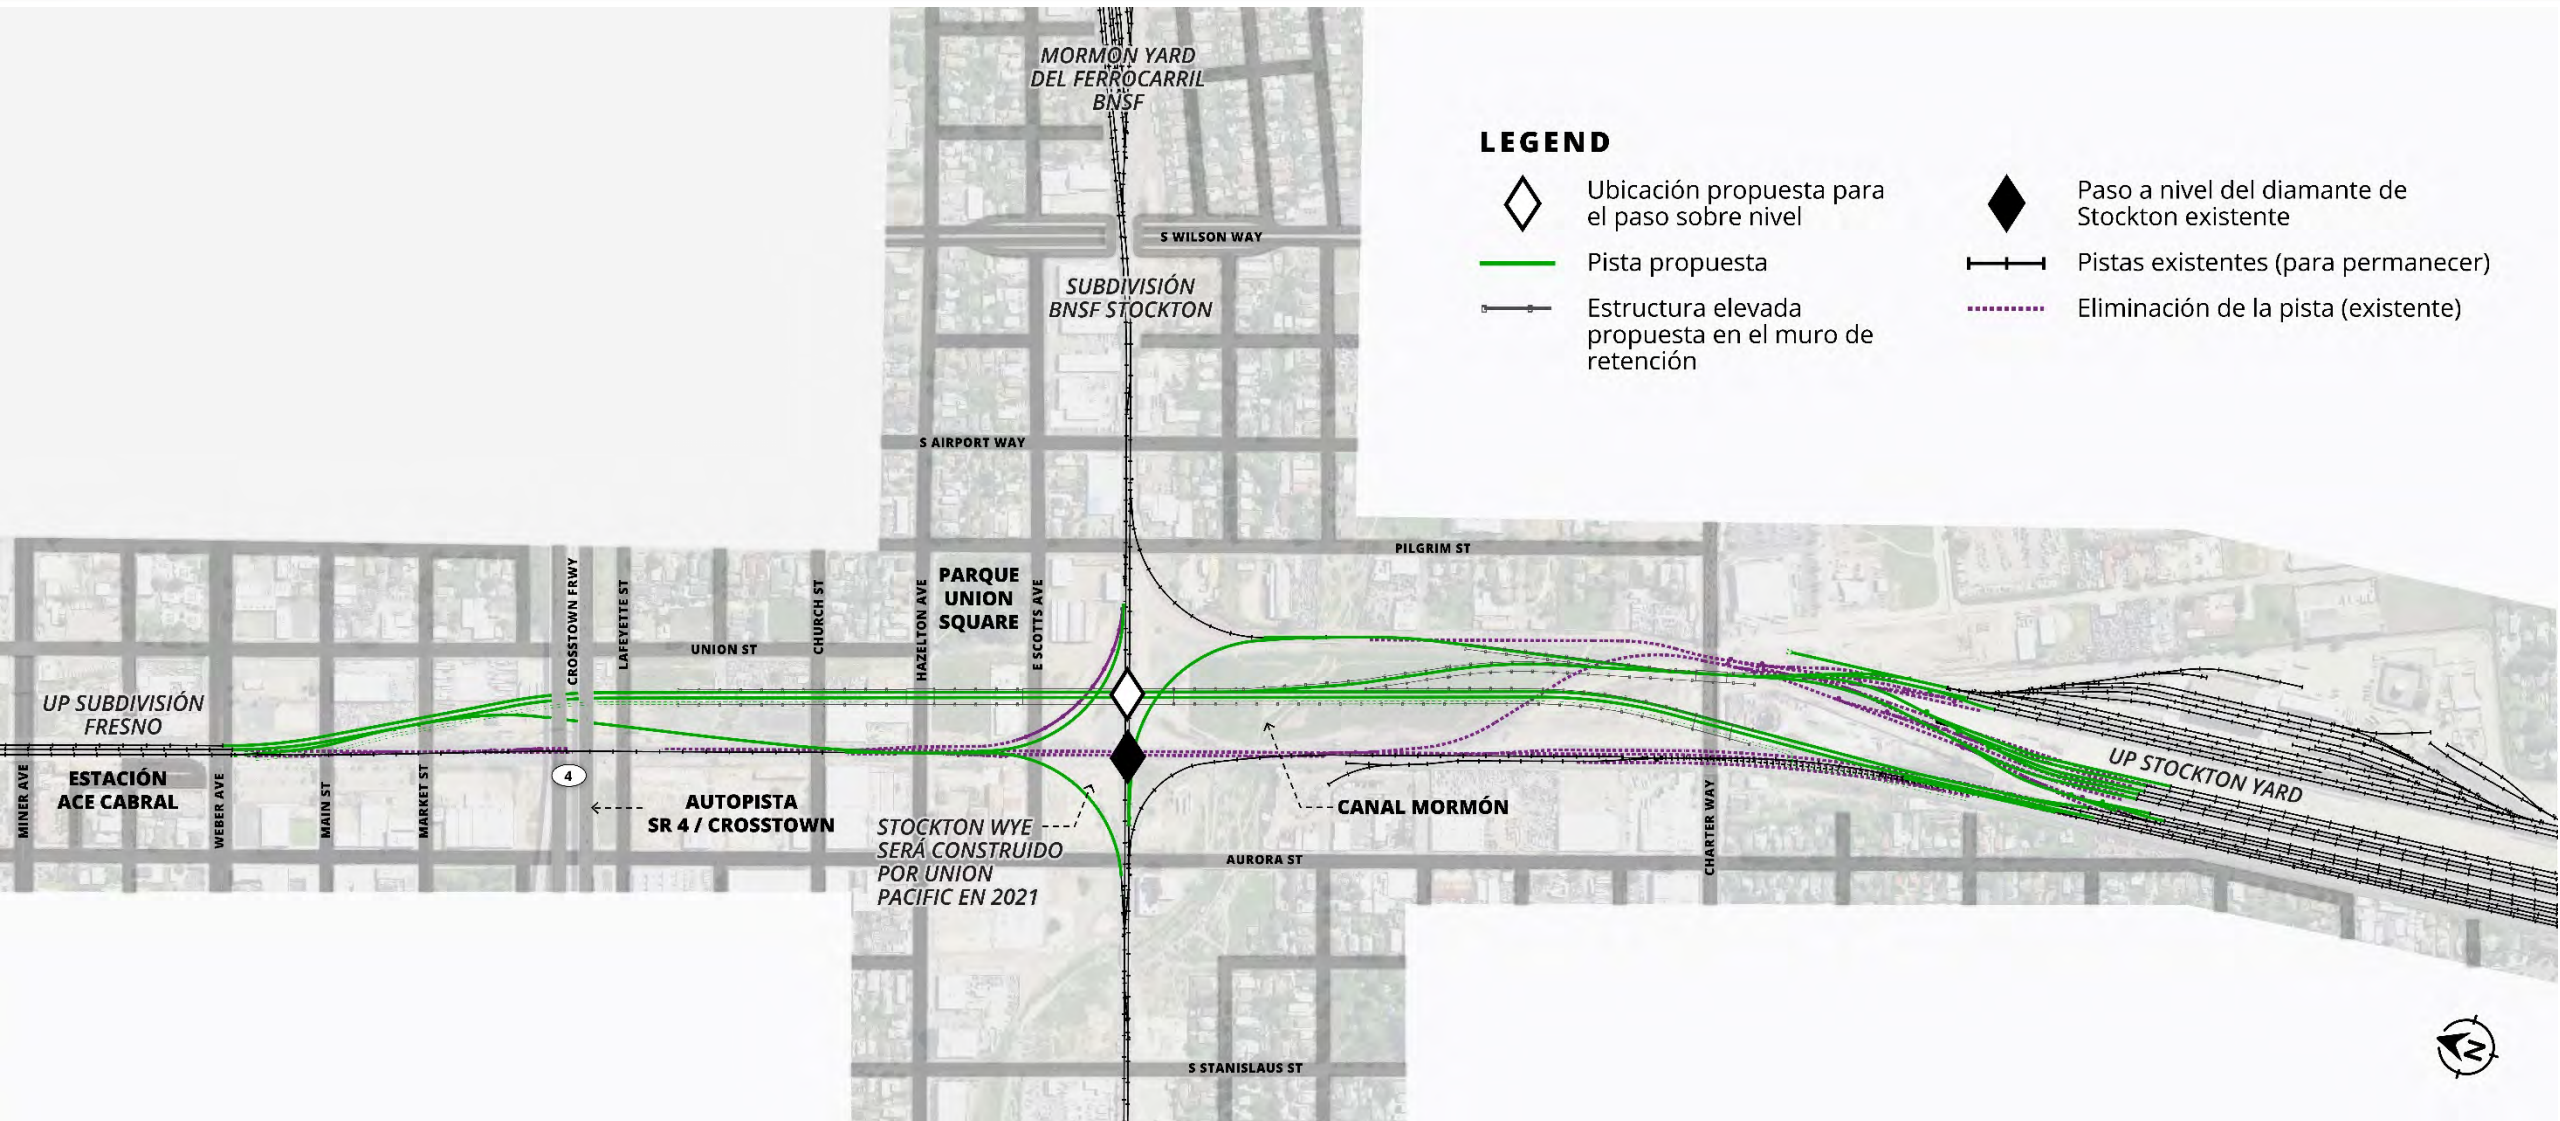 MORMON YARD
DEL FERROCARRIL
BNSF
LEGEND
Ubicación propuesta para
el paso sobre nivel
Pista propuesta
Estructura elevada
propuesta en el muro de
retención
Paso a nivel del diamante de
Stockton existente
Pistas existentes (para permanecer)
Eliminación de la pista (existente)
S WILSON WAY
SUBDIVISIÓN
BNSF STOCKTON
S AIRPORT WAY
PILGRIM ST
CROSSTOWN FRWY
LAFEYETTE ST
UNION ST
CHURCH ST
HAZELTON AVE
PARQUE
UNION
SQUARE
E SCOTTS AVE
UP SUBDIVISIÓN
FRESNO
MINER AVE
ESTACIÓN
ACE CABRAL
WEBER AVE
MAIN ST
MARKET ST
4
AUTOPISTA
SR 4 / CROSSTOWN
STOCKTON WYE
SERÁ CONSTRUIDO
POR UNION
PACIFIC EN 2021
CANAL MORMÓN
AURORA ST
CHARTER WAY
UP STOCKTON YARD
S STANISLAUS ST
N